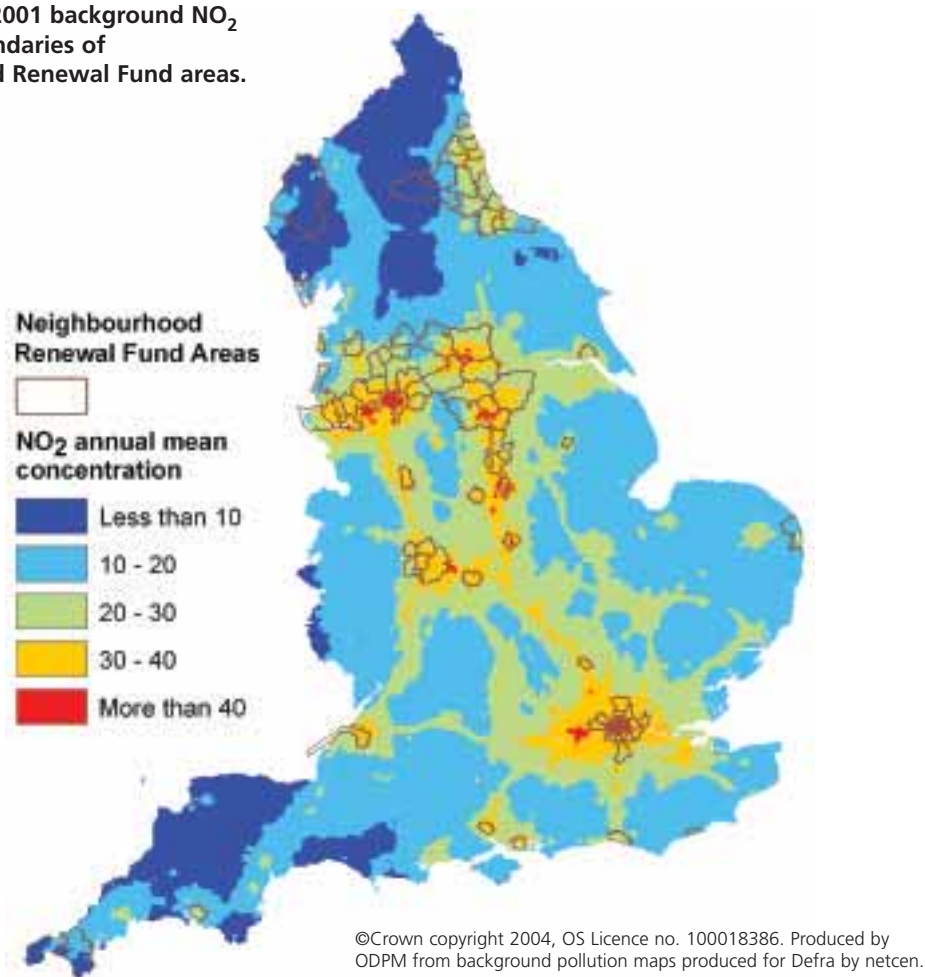 2001 background NO2
ndaries of
d Renewal Fund areas.
Neighbourhood
Renewal Fund Areas
NO2 annual mean
concentration
Less than 10
10 - 20
20 - 30
30 - 40
More than 40
©Crown copyright 2004, OS Licence no. 100018386. Produced by
ODPM from background pollution maps produced for Defra by netcen.